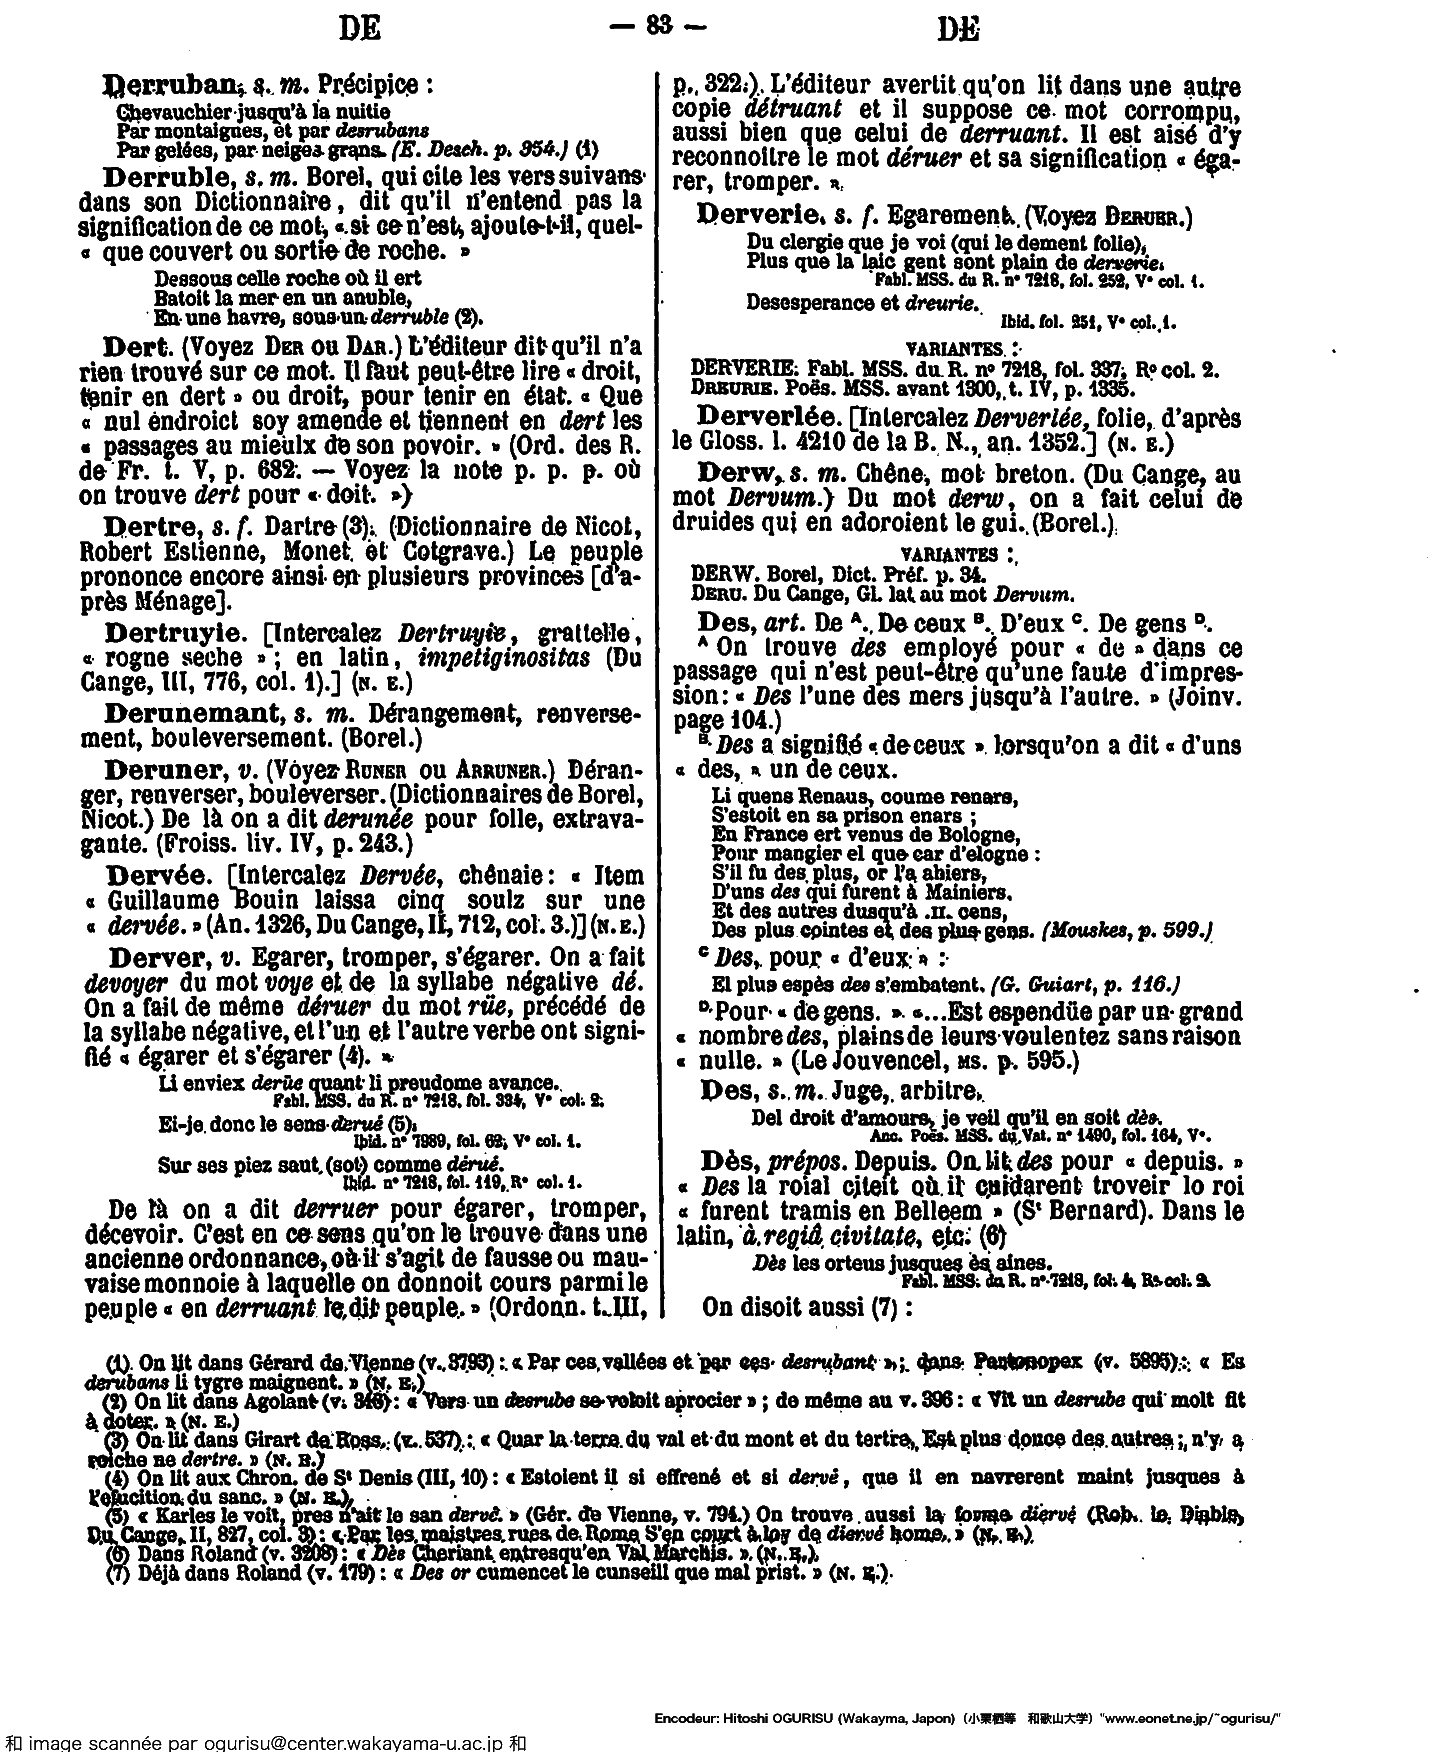 DE
— 83 —
DE
Derruban, s. m. Précipice :
Chevauchier jusqu'à la nuitie
Par montaignes, et par desrubans
Par gelées, par neiges grans. (E. Desch. p. 354.) (1)
Derruble, s. m. Borel, qui cite les vers suivans
dans son Dictionnaire, dit qu'il n'entend pas la
signification de ce mot, « si ce n'est, ajoute-t-il, quel-
« que couvert ou sortie de roche. »
Dessous celle roche où il ert
Batoit la mer en un anuble,
En une havre, sous un derruble (2).
Dert. (Voyez DER ou DAR.) L'éditeur dit qu'il n'a
rien trouvé sur ce mot. Il faut peut-être lire « droit,
tenir en dert » ou droit, pour tenir en état. « Que
« nul endroict soy amende et tiennent en dert les
« passages au mieulx de son povoir. » (Ord. des R.
de Fr. t. V, p. 682. — Voyez la note p. p. p. où
on trouve dert pour « doit. »)
Dertre, s. f. Dartre (3). (Dictionnaire de Nicot,
Robert Estienne, Monet et Cotgrave.) Le peuple
prononce encore ainsi en plusieurs provinces [d'a-
près Ménage].
Dertruyie. [Intercalez Dertruyie, grattelle,
« rogne seche » ; en latin, impetiginositas (Du
Cange, III, 776, col. 1).] (N. E.)
Derunemant, s. m. Dérangement, renverse-
ment, bouleversement. (Borel.)
Deruner, v. (Voyez RUNER ou ARRUNER.) Déran-
ger, renverser, bouleverser. (Dictionnaires de Borel,
Nicot.) De là on a dit derunée pour folle, extrava-
gante. (Froiss. liv. IV, p. 243.)
Dervée. [Intercalez Dervée, chênaie : « Item
« Guillaume Bouin laissa cinq soulz sur une
« dervée. » (An. 1326, Du Cange, II, 712, col. 3.)] (N. E.)
Derver, v. Egarer, tromper, s'égarer. On a fait
devoyer du mot voye et de la syllabe négative dé.
On a fait de même déruer du mot rüe, précédé de
la syllabe négative, et l'un et l'autre verbe ont signi-
fié « égarer et s'égarer (4). »
Li enviex derüe quant li preudome avance.
Fabl. MSS. du R. n° 7218, fol. 334, V° col. 2.
Ei-je donc le sens derué (5).
Ibid. n° 7989, fol. 62, V° col. 1.
Sur ses piez saut (sot) comme dérué.
Ibid. n° 7218, fol. 119, R° col. 1.
De là on a dit derruer pour égarer, tromper,
décevoir. C'est en ce sens qu'on le trouve dans une
ancienne ordonnance, où il s'agit de fausse ou mau-
vaise monnoie à laquelle on donnoit cours parmi le
peuple « en derruant le dit peuple. » (Ordonn. t. III,
p. 322.). L'éditeur avertit qu'on lit dans une autre
copie détruant et il suppose ce mot corrompu,
aussi bien que celui de derruant. Il est aisé d'y
reconnoître le mot déruer et sa signification « éga-
rer, tromper. »
Derverie, s. f. Egarement. (Voyez DERUER.)
Du clergie que je voi (qui le dement folie),
Plus que la laic gent sont plain de derverie.
Fabl. MSS. du R. n° 7218, fol. 252, V° col. 1.
Desesperance et dreurie.
Ibid. fol. 251, V° col. 1.
VARIANTES :
DERVERIE. Fabl. MSS. du R. n° 7218, fol. 337, R° col. 2.
DREURIE. Poës. MSS. avant 1300, t. IV, p. 1335.
Derverlée. [Intercalez Derverlée, folie, d'après
le Gloss. l. 4210 de la B. N., an. 1352.] (N. E.)
Derw, s. m. Chêne, mot breton. (Du Cange, au
mot Dervum.) Du mot derw, on a fait celui de
druides qui en adoroient le gui. (Borel.)
VARIANTES :
DERW. Borel, Dict. Préf. p. 34.
DERU. Du Cange, Gl. lat. au mot Dervum.
Des, art. De A. De ceux B. D'eux C. De gens D.
A On trouve des employé pour « de » dans ce
passage qui n'est peut-être qu'une faute d'impres-
sion : « Des l'une des mers jusqu'à l'autre. » (Joinv.
page 104.)
B Des a signifié « de ceux » lorsqu'on a dit « d'uns
« des, » un de ceux.
Li quens Renaus, coume renars,
S'estoit en sa prison enars ;
En France ert venus de Bologne,
Pour mangier el que car d'elogne :
S'il fu des plus, or l'a abiers,
D'uns des qui furent à Mainiers.
Et des autres dusqu'à .II. cens,
Des plus cointes et des plus gens. (Mouskes, p. 599.)
C Des, pour « d'eux » :
El plus espès des s'embatent. (G. Guiart, p. 116.)
D Pour « de gens. » «...Est espendüe par un grand
« nombre des, plains de leurs voulentez sans raison
« nulle. » (Le Jouvencel, MS. p. 595.)
Des, s. m. Juge, arbitre.
Del droit d'amours, je veil qu'il en soit dès.
Anc. Poës. MSS. du Vat. n° 1490, fol. 164, V°.
Dès, prépos. Depuis. On lit des pour « depuis. »
« Des la roial citeit où il cuidarent troveir lo roi
« furent tramis en Belleem » (St Bernard). Dans le
latin, à regiâ civitate, etc. (6)
Dès les orteus jusques ès aines.
Fabl. MSS. du R. n° 7218, fol. 4, R° col. 2.
On disoit aussi (7) :
(1) On lit dans Gérard de Vienne (v. 3793) : « Par ces vallées et par ces desrubant » ; dans Partonopex (v. 5895) : « Es
derubans li tygre maignent. » (N. E.)
(2) On lit dans Agolant (v. 346) : « Vers un desrube se voloit aprocier » ; de même au v. 396 : « Vit un desrube qui molt fit
à doter. » (N. E.)
(3) On lit dans Girart de Ross. (v. 537) : « Quar la terre du val et du mont et du tertre, Est plus douce des autres ; n'y a
roiche ne dertre. » (N. E.)
(4) On lit aux Chron. de St Denis (III, 10) : « Estoient il si effrené et si dervé, que il en navrerent maint jusques à
l'efucition du sanc. » (N. E.)
(5) « Karles le voit, pres n'ait le san dervé. » (Gér. de Vienne, v. 794.) On trouve aussi la forme diervé (Rob. le Diable,
Du Cange, II, 827, col. 3) : « Par les maistres rues de Rome S'en court à loy de diervé home. » (N. E.)
(6) Dans Roland (v. 3208) : « Dès Cheriant entresqu'en Val Marchis. » (N. E.)
(7) Déjà dans Roland (v. 179) : « Des or cumencet le cunseill que mal prist. » (N. E.)
Encodeur: Hitoshi OGURISU (Wakayma, Japon) (小栗栖等 和歌山大学) "www.eonet.ne.jp/~ogurisu/"
和 image scannée par ogurisu@center.wakayama-u.ac.jp 和